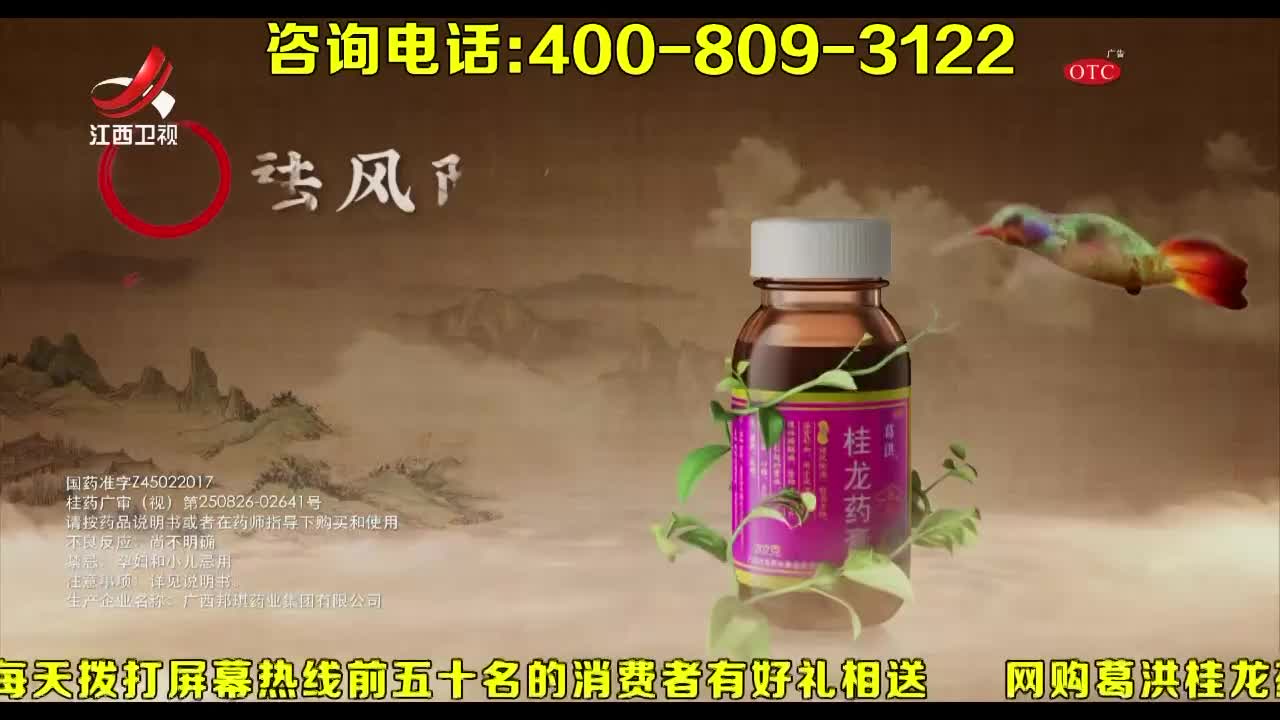 咨询电话:400-809-3122
广告
OTC
江西卫视
祛风
国药准字Z45022017
桂药广审（视）第250826-02641号
请按药品说明书或者在药师指导下购买和使用
不良反应：尚不明确
禁忌：孕妇和小儿忌用
注意事项：详见说明书
生产企业名称：广西邦琪药业集团有限公司
葛洪
桂龙药膏
202克
每天拨打屏幕热线前五十名的消费者有好礼相送 网购葛洪桂龙药